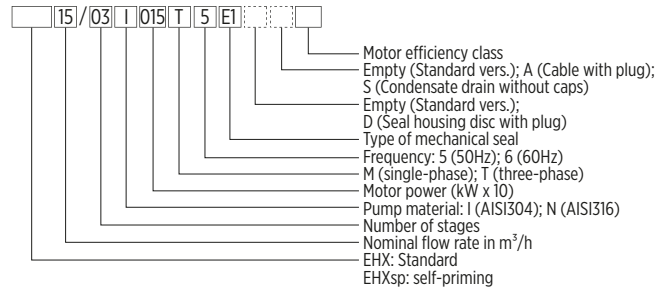 15/03 I 015 T 5 E1
Motor efficiency class
Empty (Standard vers.); A (Cable with plug);
S (Condensate drain without caps)
Empty (Standard vers.);
D (Seal housing disc with plug)
Type of mechanical seal
Frequency: 5 (50Hz); 6 (60Hz)
M (single-phase); T (three-phase)
Motor power (kW x 10)
Pump material: I (AISI304); N (AISI316)
Number of stages
Nominal flow rate in m³/h
EHX: Standard
EHXsp: self-priming